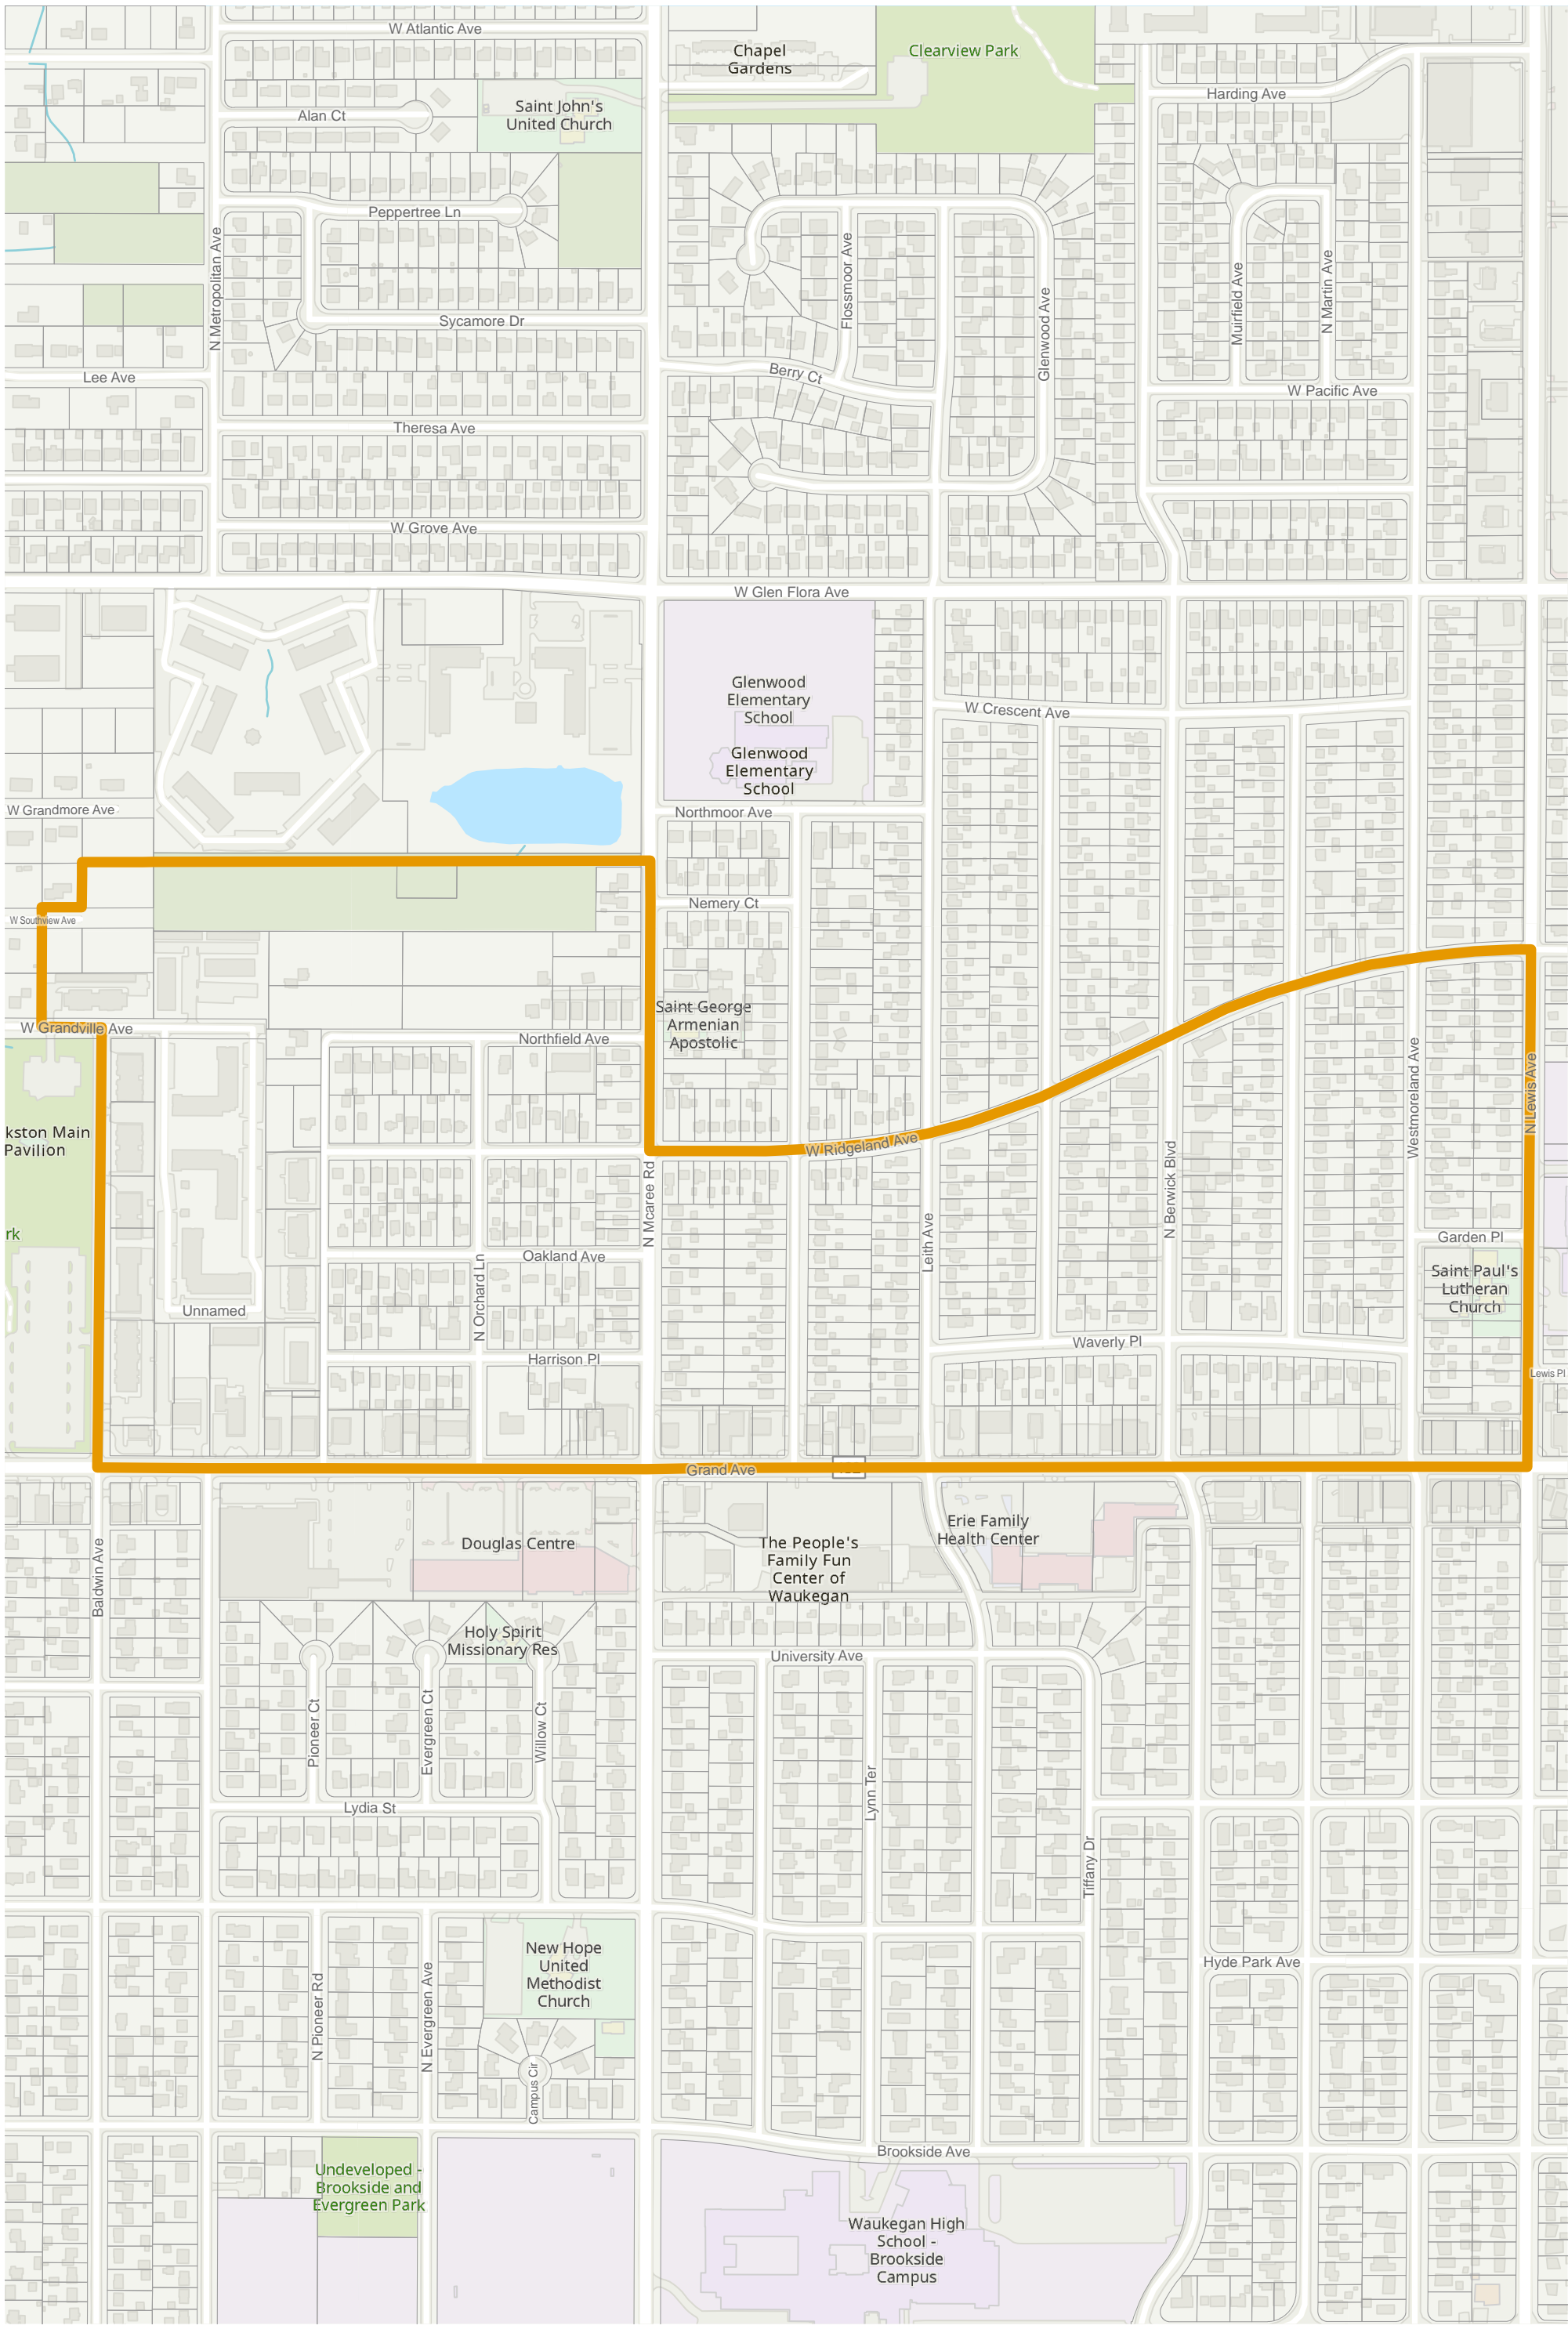 W Atlantic Ave
Chapel
Gardens
Clearview Park
Harding Ave
Saint John's
United Church
Alan Ct
Peppertree Ln
N Metropolitan Ave
Flossmoor Ave
Glenwood Ave
Muirfield Ave
N Martin Ave
Sycamore Dr
Lee Ave
Berry Ct
W Pacific Ave
Theresa Ave
W Grove Ave
W Glen Flora Ave
Glenwood
Elementary
School
W Crescent Ave
Glenwood
Elementary
School
W Grandmore Ave
Northmoor Ave
Nemery Ct
W Southview Ave
Saint George
Armenian
Apostolic
W Grandville Ave
Northfield Ave
Westmoreland Ave
N Lewis Ave
kston Main
Pavilion
W Ridgeland Ave
N Mcaree Rd
N Berwick Blvd
rk
Leith Ave
Garden Pl
Oakland Ave
Saint Paul's
Lutheran
Church
N Orchard Ln
Unnamed
Waverly Pl
Harrison Pl
Lewis Pl
Grand Ave
Erie Family
Health Center
Douglas Centre
The People's
Family Fun
Center of
Waukegan
Baldwin Ave
Holy Spirit
Missionary Res
University Ave
Pioneer Ct
Evergreen Ct
Willow Ct
Lynn Ter
Lydia St
Tiffany Dr
New Hope
United
Methodist
Church
Hyde Park Ave
N Pioneer Rd
N Evergreen Ave
Campus Cir
Brookside Ave
Undeveloped -
Brookside and
Evergreen Park
Waukegan High
School -
Brookside
Campus